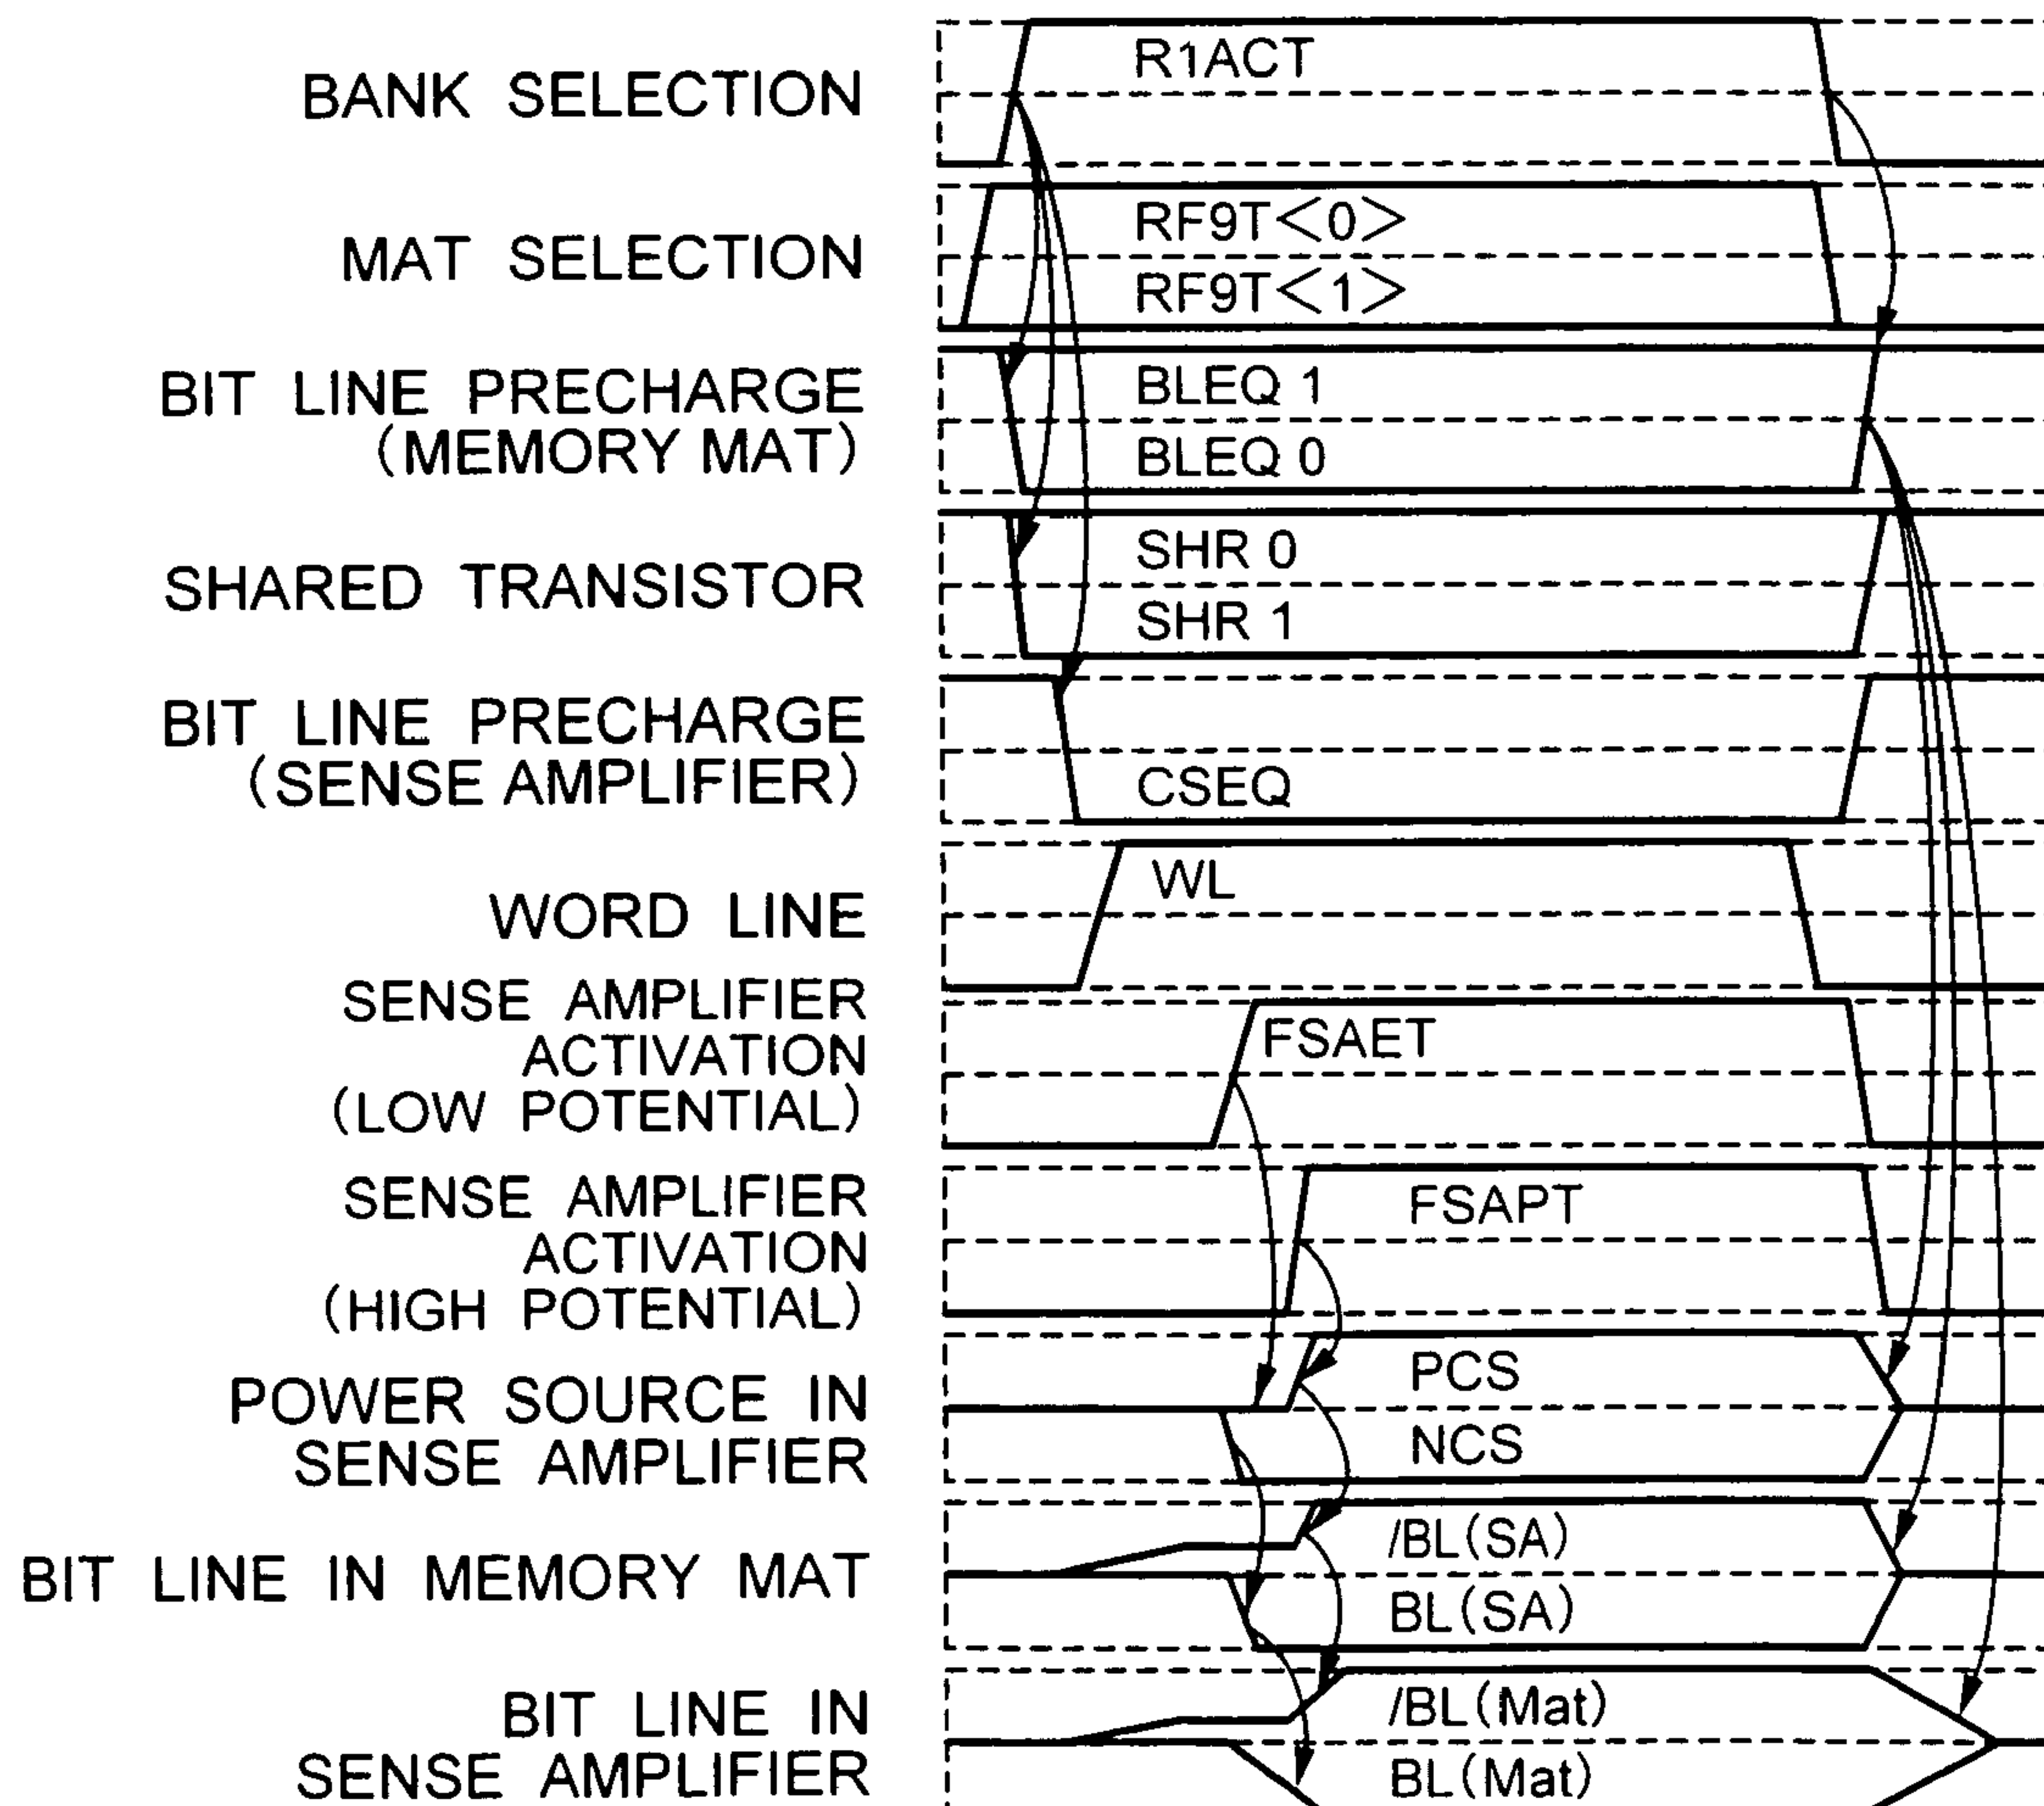 BANK SELECTION
R1ACT
MAT SELECTION
RF9T<0>
RF9T<1>
BIT LINE PRECHARGE
(MEMORY MAT)
BLEQ 1
BLEQ 0
SHARED TRANSISTOR
SHR 0
SHR 1
BIT LINE PRECHARGE
(SENSE AMPLIFIER)
CSEQ
WORD LINE
WL
SENSE AMPLIFIER
ACTIVATION
(LOW POTENTIAL)
FSAET
SENSE AMPLIFIER
ACTIVATION
(HIGH POTENTIAL)
FSAPT
POWER SOURCE IN
SENSE AMPLIFIER
PCS
NCS
BIT LINE IN MEMORY MAT
/BL(SA)
BL(SA)
BIT LINE IN
SENSE AMPLIFIER
/BL(Mat)
BL(Mat)